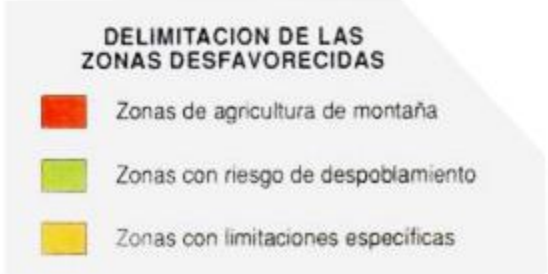 DELIMITACION DE LAS
ZONAS DESFAVORECIDAS
Zonas de agricultura de montaña
Zonas con riesgo de despoblamiento
Zonas con limitaciones específicas